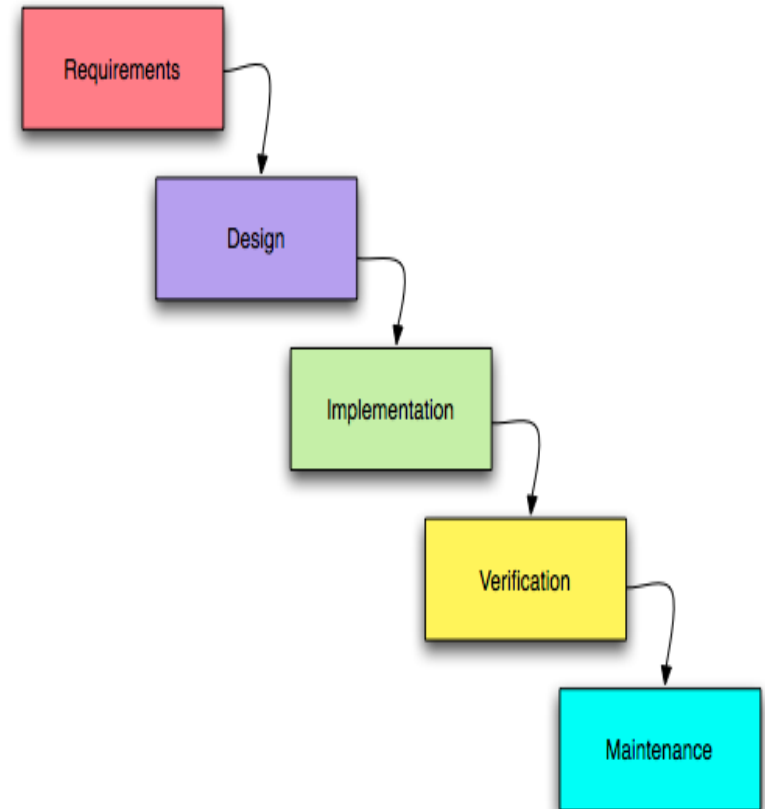 Requirements
Design
Implementation
Verification
Maintenance